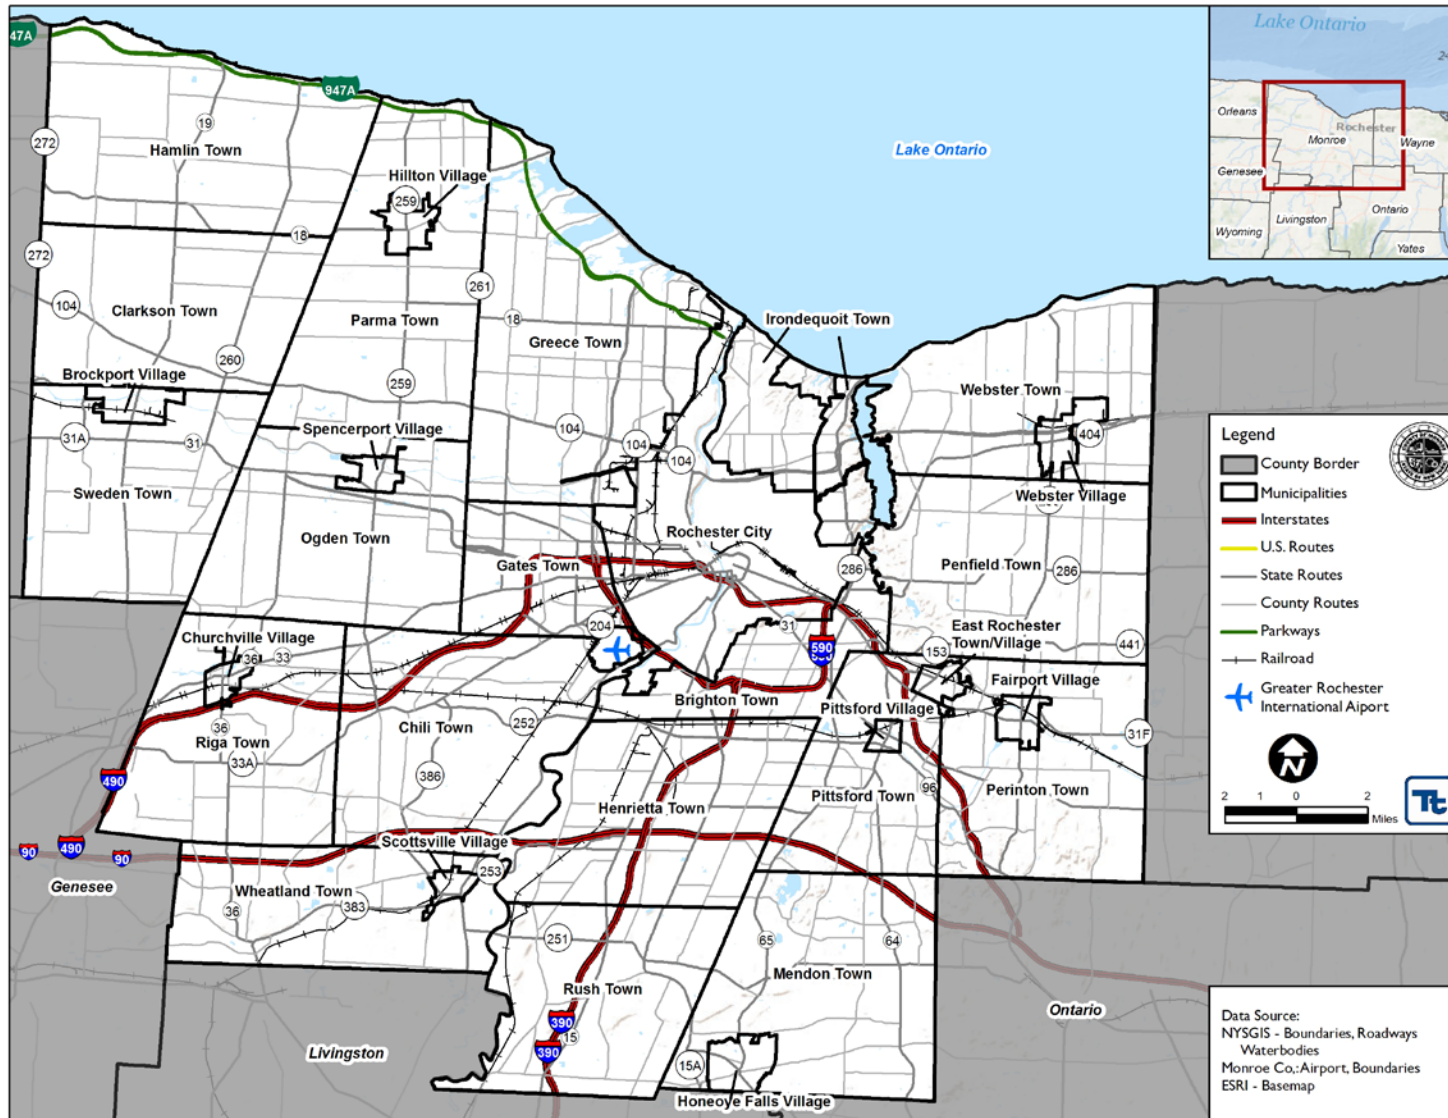 47A
947A
Lake Ontario
Lake Ontario
Orleans
Rochester
Monroe
Wayne
Genesee
Ontario
Livingston
Wyoming
Yates
272
19
Hamlin Town
Hillton Village
259
18
272
261
104
Clarkson Town
Parma Town
18
Greece Town
Irondequoit Town
260
Brockport Village
259
Webster Town
Spencerport Village
104
104
104
404
31A
31
Sweden Town
Webster Village
Ogden Town
Rochester City
Gates Town
286
Penfield Town
286
204
31
Churchville Village
36
33
590
East Rochester
Town/Village
153
441
Brighton Town
Pittsford Village
Fairport Village
36
Riga Town
33A
Chili Town
252
31F
386
490
Henrietta Town
Pittsford Town
96
Perinton Town
90
490
90
Genesee
Scottsville Village
253
Wheatland Town
36
383
251
65
64
Mendon Town
Rush Town
390
15
390
15A
Honeoye Falls Village
Livingston
Ontario
Legend
County Border
Municipalities
Interstates
U.S. Routes
State Routes
County Routes
Parkways
Railroad
Greater Rochester
International Aiport
N
2 1 0 2
Miles
Tt
Data Source:
NYSGIS - Boundaries, Roadways
Waterbodies
Monroe Co,: Airport, Boundaries
ESRI - Basemap